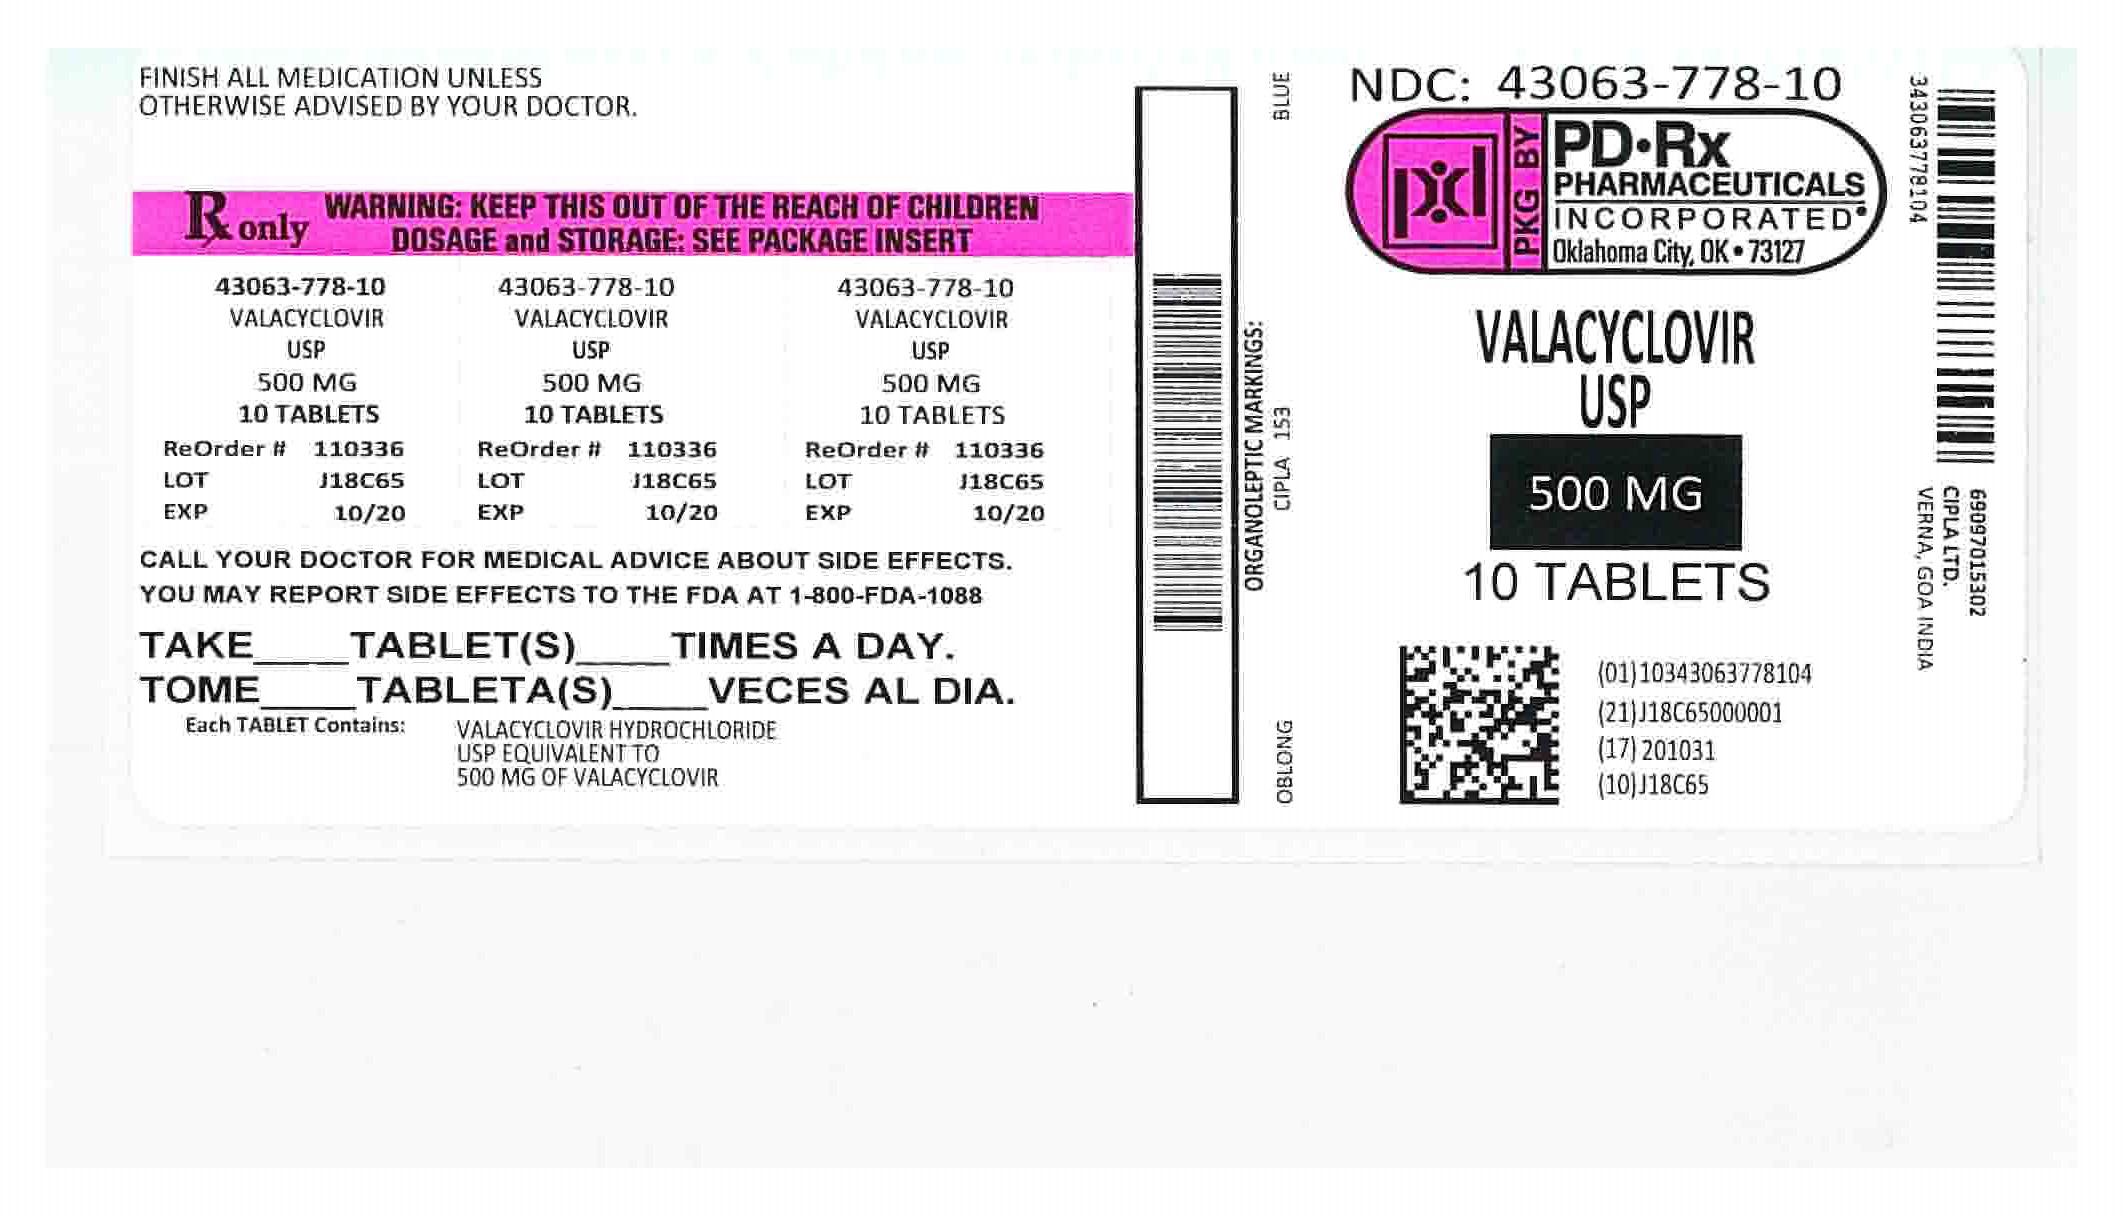 FINISH ALL MEDICATION UNLESS
OTHERWISE ADVISED BY YOUR DOCTOR.
Rx only
WARNING: KEEP THIS OUT OF THE REACH OF CHILDREN
DOSAGE and STORAGE: SEE PACKAGE INSERT
43063-778-10 43063-778-10 43063-778-10
VALACYCLOVIR VALACYCLOVIR VALACYCLOVIR
USP USP USP
500 MG 500 MG 500 MG
10 TABLETS 10 TABLETS 10 TABLETS
ReOrder # 110336 ReOrder # 110336 ReOrder # 110336
LOT J18C65 LOT J18C65 LOT J18C65
EXP 10/20 EXP 10/20 EXP 10/20
CALL YOUR DOCTOR FOR MEDICAL ADVICE ABOUT SIDE EFFECTS.
YOU MAY REPORT SIDE EFFECTS TO THE FDA AT 1-800-FDA-1088
TAKE____TABLET(S)____TIMES A DAY.
TOME____TABLETA(S)____VECES AL DIA.
Each TABLET Contains: VALACYCLOVIR HYDROCHLORIDE
USP EQUIVALENT TO
500 MG OF VALACYCLOVIR
ORGANOLEPTIC MARKINGS:
OBLONG CIPLA 153 BLUE
NDC: 43063-778-10
PKG BY
PD•Rx
PHARMACEUTICALS
INCORPORATED
Oklahoma City, OK • 73127
VALACYCLOVIR
USP
500 MG
10 TABLETS
(01)10343063778104
(21)J18C65000001
(17) 201031
(10)J18C65
343063778104
69097015302
CIPLA LTD.
VERNA, GOA INDIA